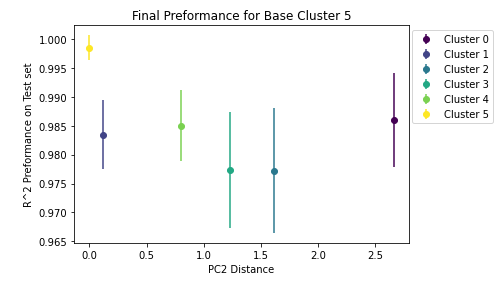 Final Preformance for Base Cluster 5
R^2 Preformance on Test set
1.000
0.995
0.990
0.985
0.980
0.975
0.970
0.965
0.0 0.5 1.0 1.5 2.0 2.5
PC2 Distance
Cluster 0
Cluster 1
Cluster 2
Cluster 3
Cluster 4
Cluster 5